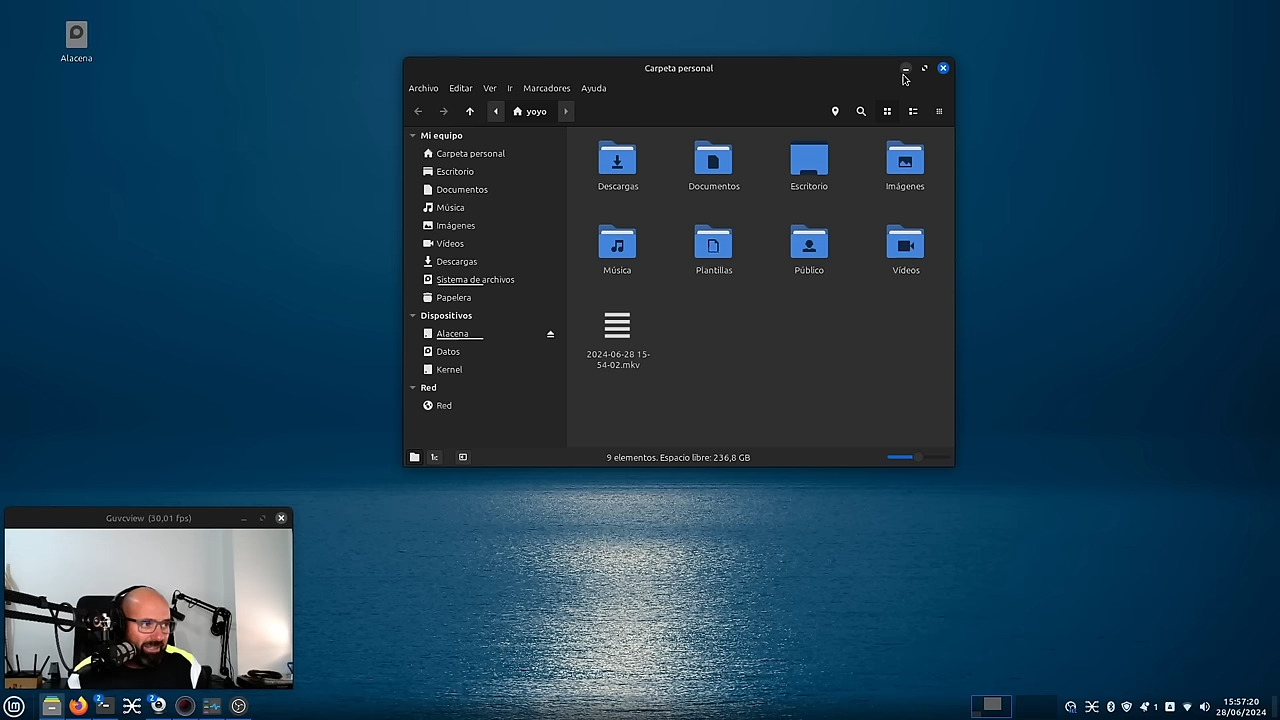 Alacena
Carpeta personal
Archivo Editar Ver Ir Marcadores Ayuda
yoyo
Mi equipo
Carpeta personal
Escritorio
Documentos
Música
Imágenes
Vídeos
Descargas
Sistema de archivos
Papelera
Dispositivos
Alacena
Datos
Kernel
Red
Red
Descargas Documentos Escritorio Imágenes
Música Plantillas Público Vídeos
2024-06-28 15-
54-02.mkv
9 elementos. Espacio libre: 236,8 GB
Guvcview (30,01 fps)
2
2
1
15:57:20
28/06/2024